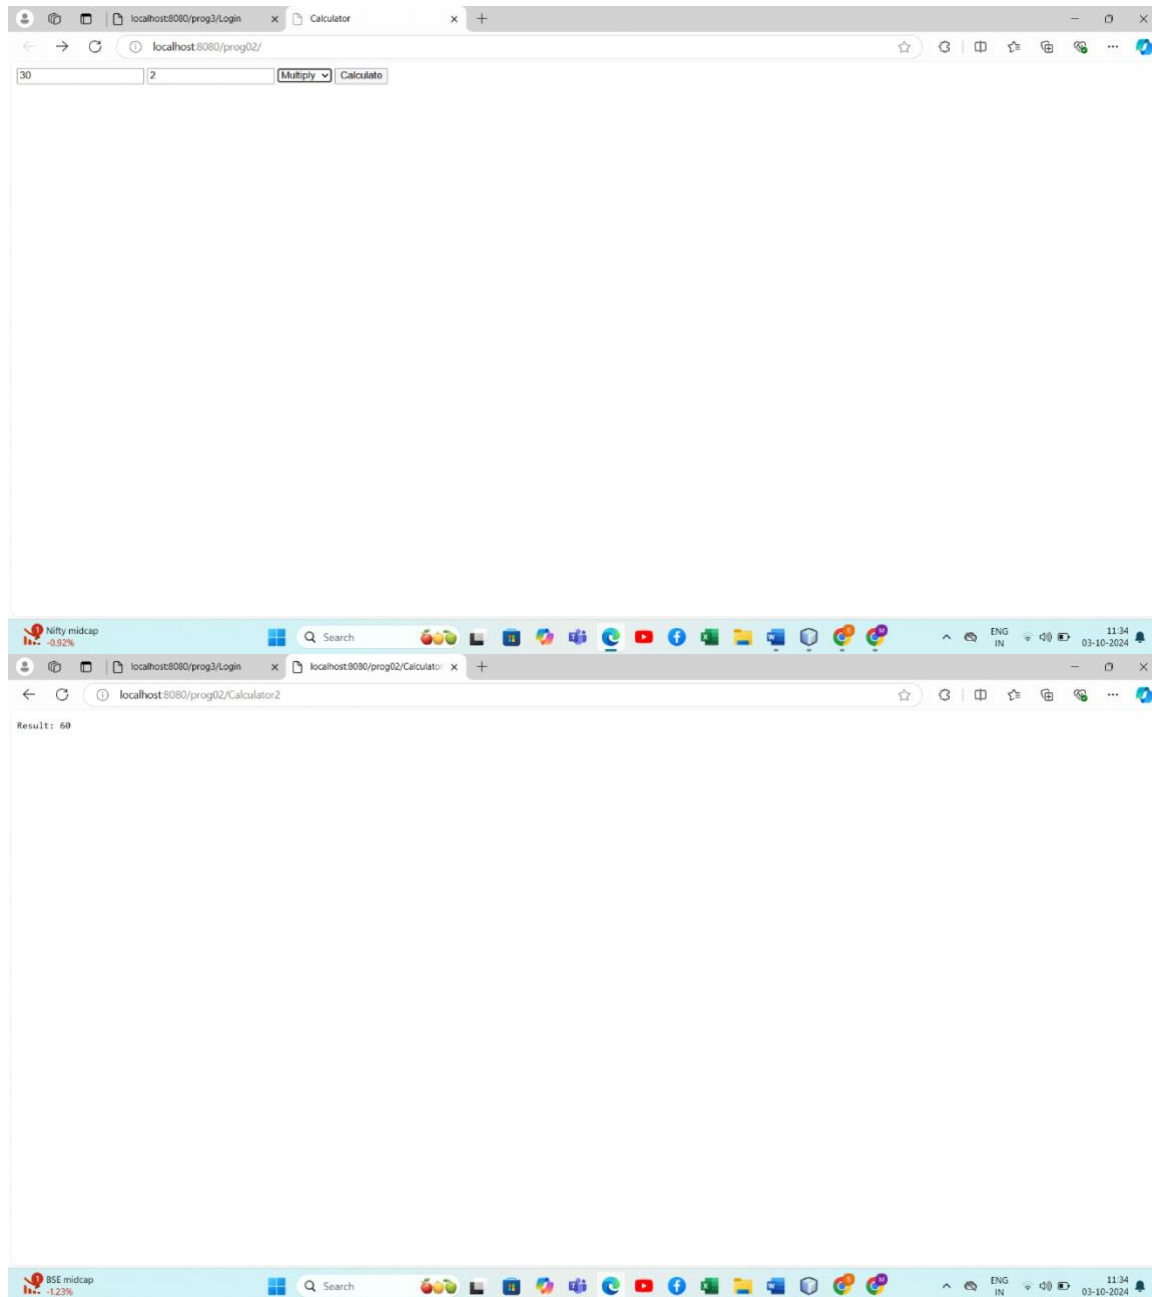 localhost:8080/prog3/Login Calculator
localhost:8080/prog02/
30 2 Multiply Calculate
Nifty midcap
-0.92%
Search
ENG
IN
11:34
03-10-2024
localhost:8080/prog3/Login localhost:8080/prog02/Calculator
localhost:8080/prog02/Calculator2
Result: 60
BSE midcap
-1.23%
Search
ENG
IN
11:34
03-10-2024